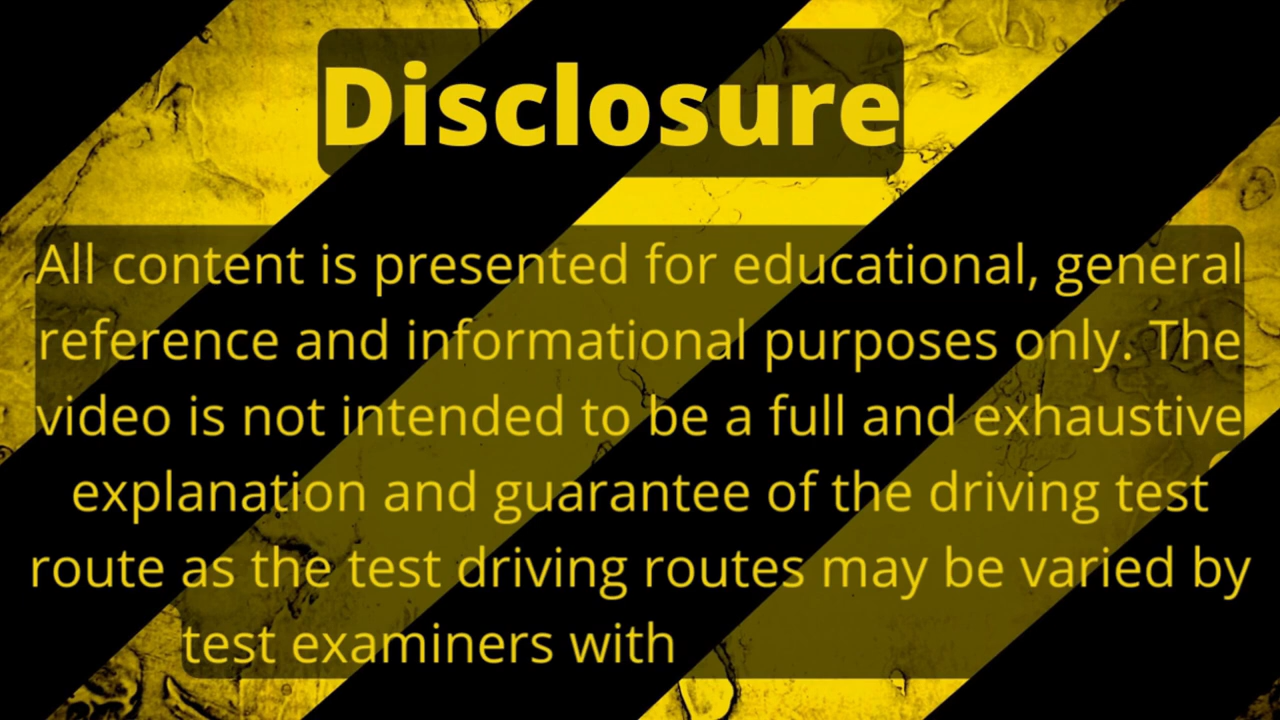 Disclosure
All content is presented for educational, general
reference and informational purposes only. The
video is not intended to be a full and exhaustive
explanation and guarantee of the driving test
route as the test driving routes may be varied by
test examiners with